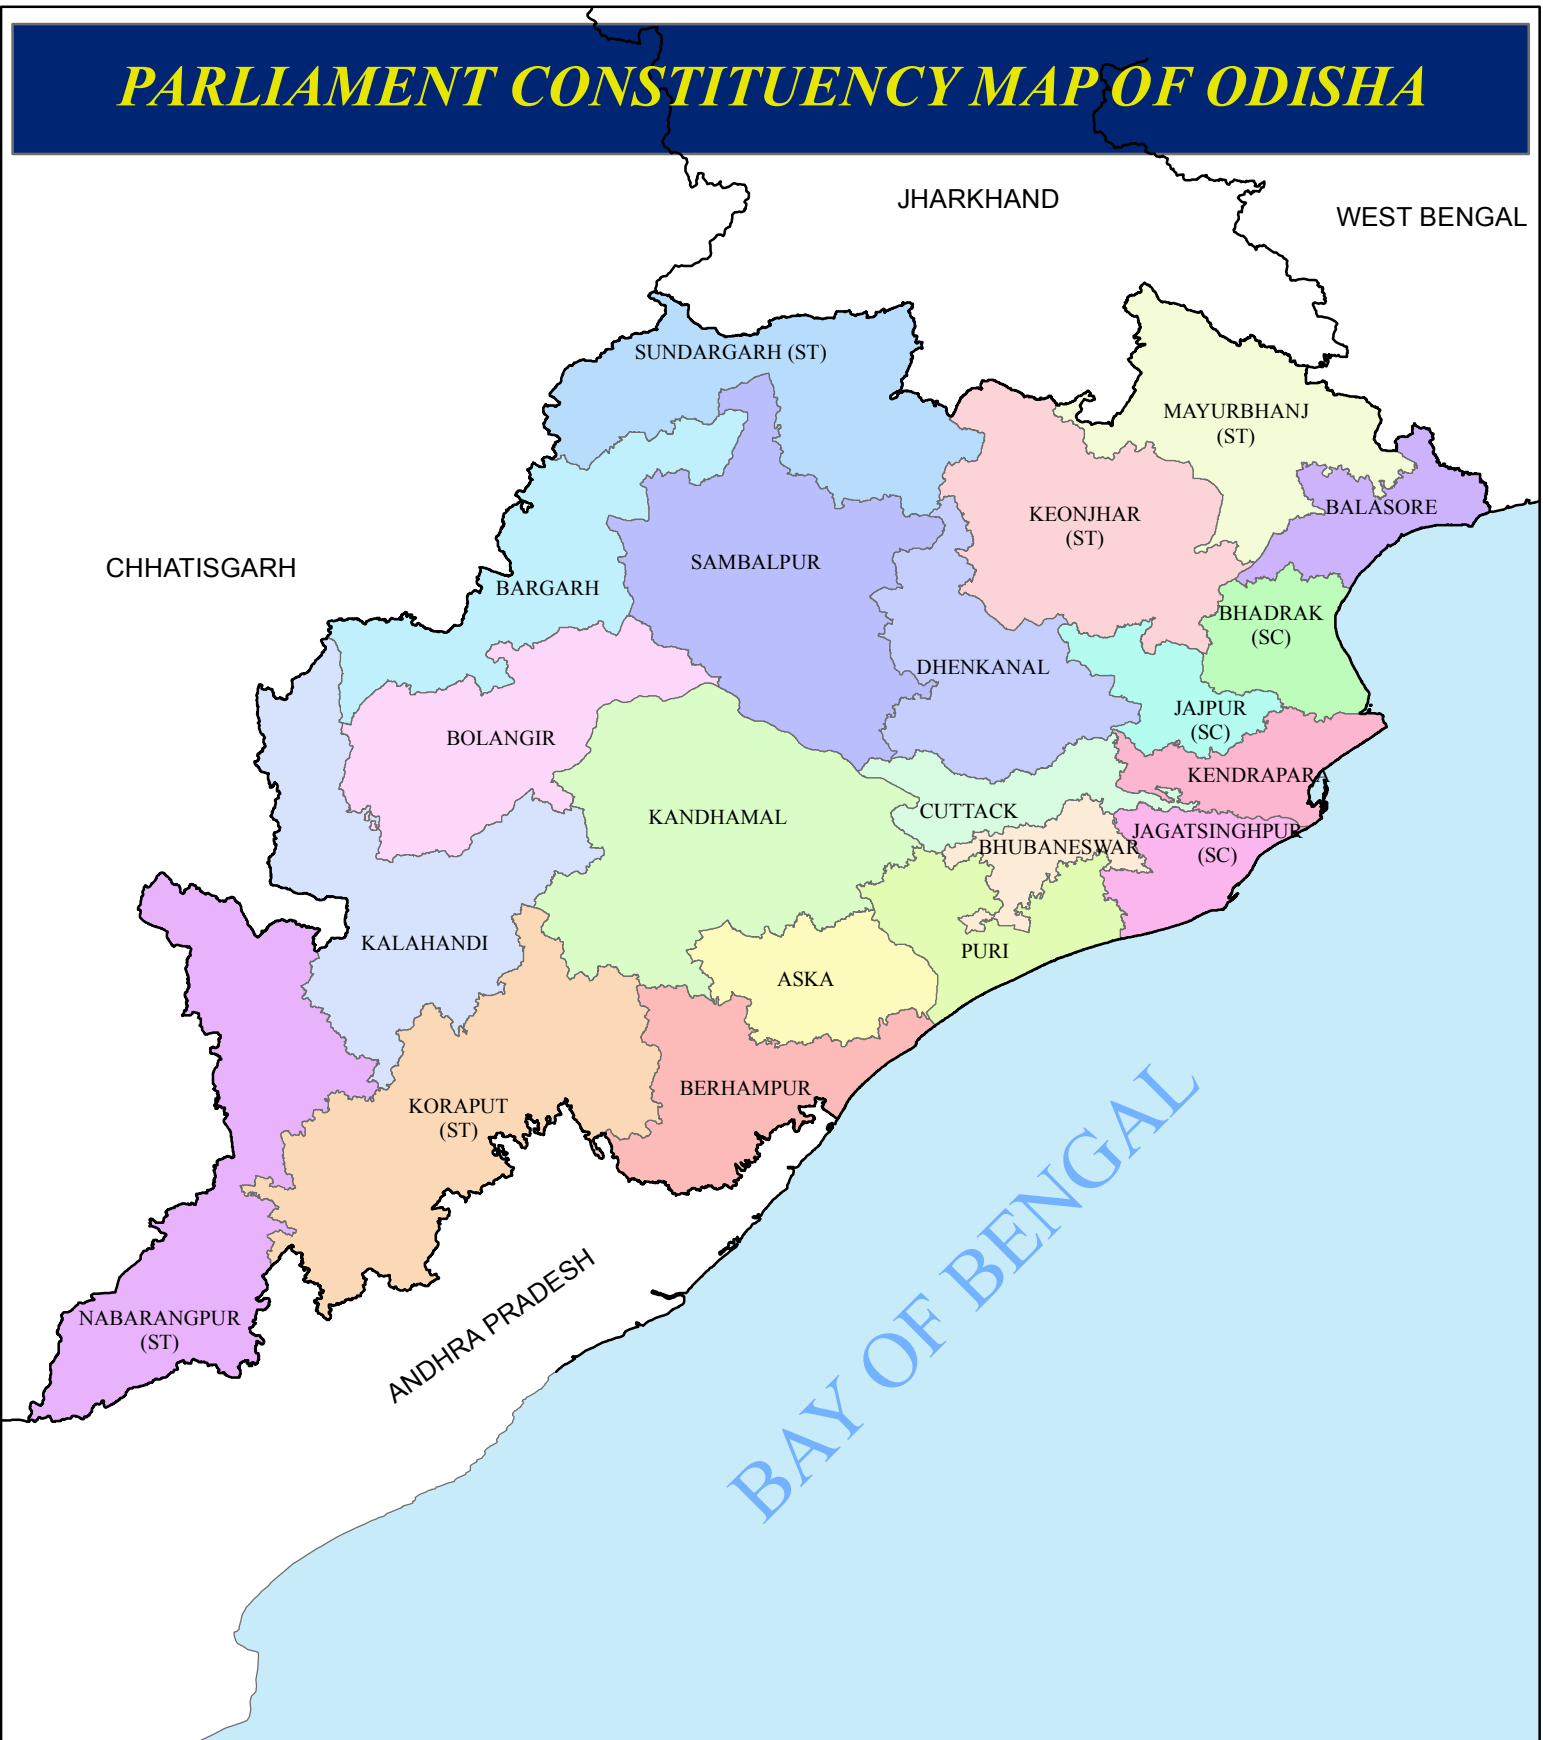 PARLIAMENT CONSTITUENCY MAP OF ODISHA
JHARKHAND
WEST BENGAL
SUNDARGARH (ST)
MAYURBHANJ
(ST)
BALASORE
KEONJHAR
(ST)
SAMBALPUR
CHHATISGARH
BARGARH
BHADRAK
(SC)
DHENKANAL
JAJPUR
(SC)
BOLANGIR
KENDRAPARA
CUTTACK
KANDHAMAL
JAGATSINGHPUR
(SC)
BHUBANESWAR
KALAHANDI
PURI
ASKA
BERHAMPUR
KORAPUT
(ST)
NABARANGPUR
(ST)
ANDHRA PRADESH
BAY OF BENGAL